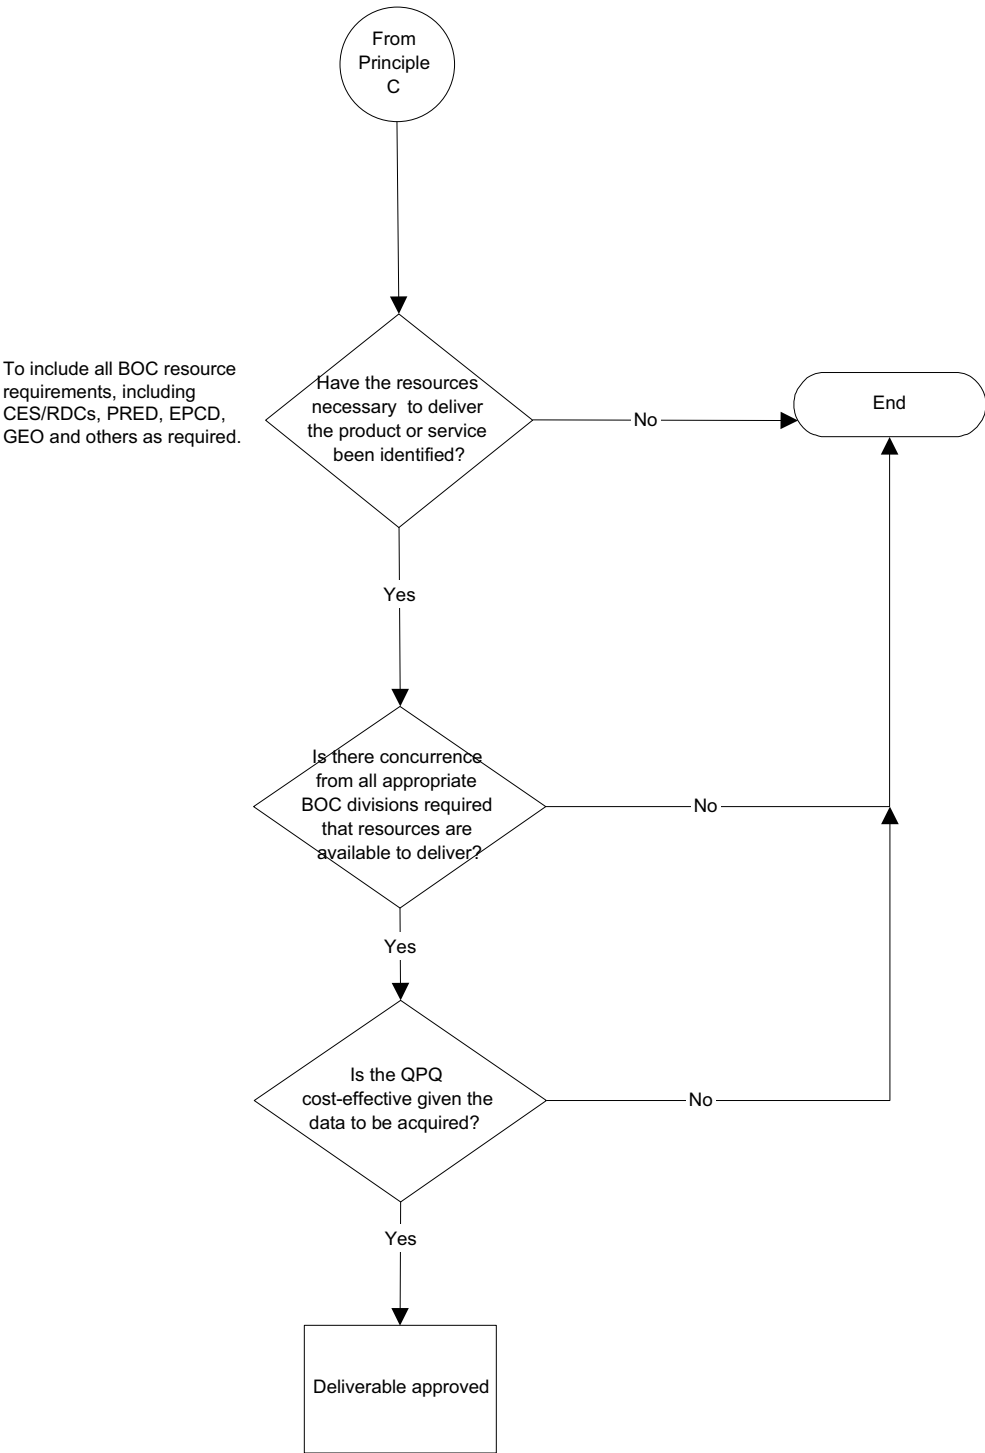 From
Principle
C
To include all BOC resource
requirements, including
CES/RDCs, PRED, EPCD,
GEO and others as required.
Have the resources
necessary to deliver
the product or service
been identified?
No
End
Yes
Is there concurrence
from all appropriate
BOC divisions required
that resources are
available to deliver?
No
Yes
Is the QPQ
cost-effective given the
data to be acquired?
No
Yes
Deliverable approved